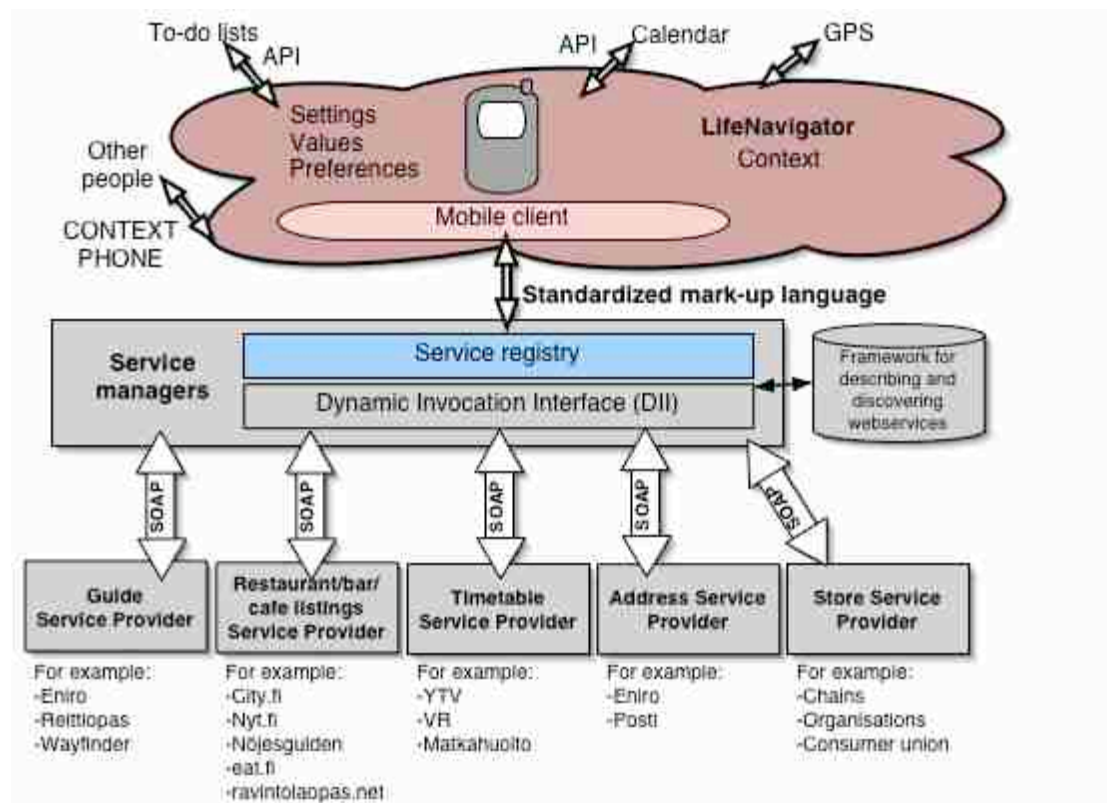 To-do lists
API
API
Calendar
GPS
Settings
Values
Preferences
LifeNavigator
Context
Other
people
CONTEXT
PHONE
Mobile client
Standardized mark-up language
Service
managers
Service registry
Dynamic Invocation Interface (DII)
Framework for
describing and
discovering
webservices
SOAP
SOAP
SOAP
SOAP
SOAP
Guide
Service Provider
Restaurant/bar/
cafe listings
Service Provider
Timetable
Service Provider
Address Service
Provider
Store Service
Provider
For example:
-Eniro
-Reittiopas
-Wayfinder
For example:
-City.fi
-Nyt.fi
-Nöjesguiden
-eat.fi
-ravintolaopas.net
For example:
-YTV
-VR
-Matkahuolto
For example:
-Eniro
-Posti
For example:
-Chains
-Organisations
-Consumer union